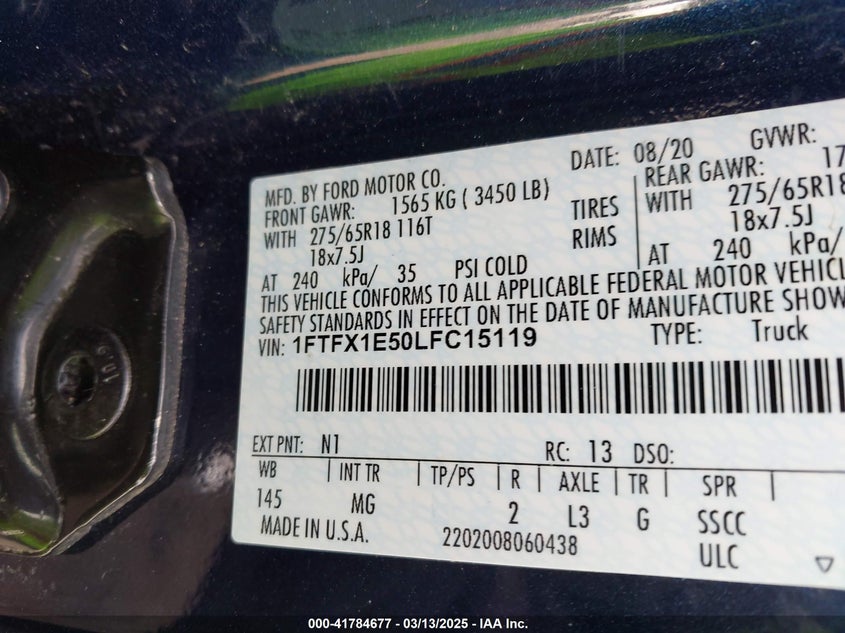 MFD. BY FORD MOTOR CO. DATE: 08/20 GVWR:
FRONT GAWR: 1565 KG ( 3450 LB) REAR GAWR: 17
WITH 275/65R18 116T TIRES WITH 275/65R18
18x7.5J RIMS 18x7.5J
AT 240 kPa/ 35 PSI COLD AT 240 kPa/
THIS VEHICLE CONFORMS TO ALL APPLICABLE FEDERAL MOTOR VEHICL
SAFETY STANDARDS IN EFFECT ON THE DATE OF MANUFACTURE SHOW
VIN: 1FTFX1E50LFC15119 TYPE: Truck
EXT PNT: N1 RC: 13 DSO:
WB INT TR TP/PS R AXLE TR SPR
145 MG 2 L3 G SSCC
MADE IN U.S.A. 2202008060438 ULC
000-41784677 - 03/13/2025 - IAA Inc.